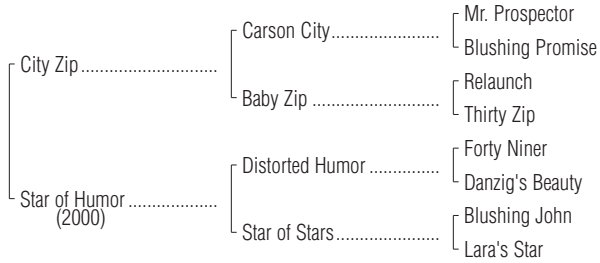 Mr. Prospector
Carson City
Blushing Promise
City Zip
Relaunch
Baby Zip
Thirty Zip
Forty Niner
Distorted Humor
Danzig's Beauty
Star of Humor
(2000)
Blushing John
Star of Stars
Lara's Star